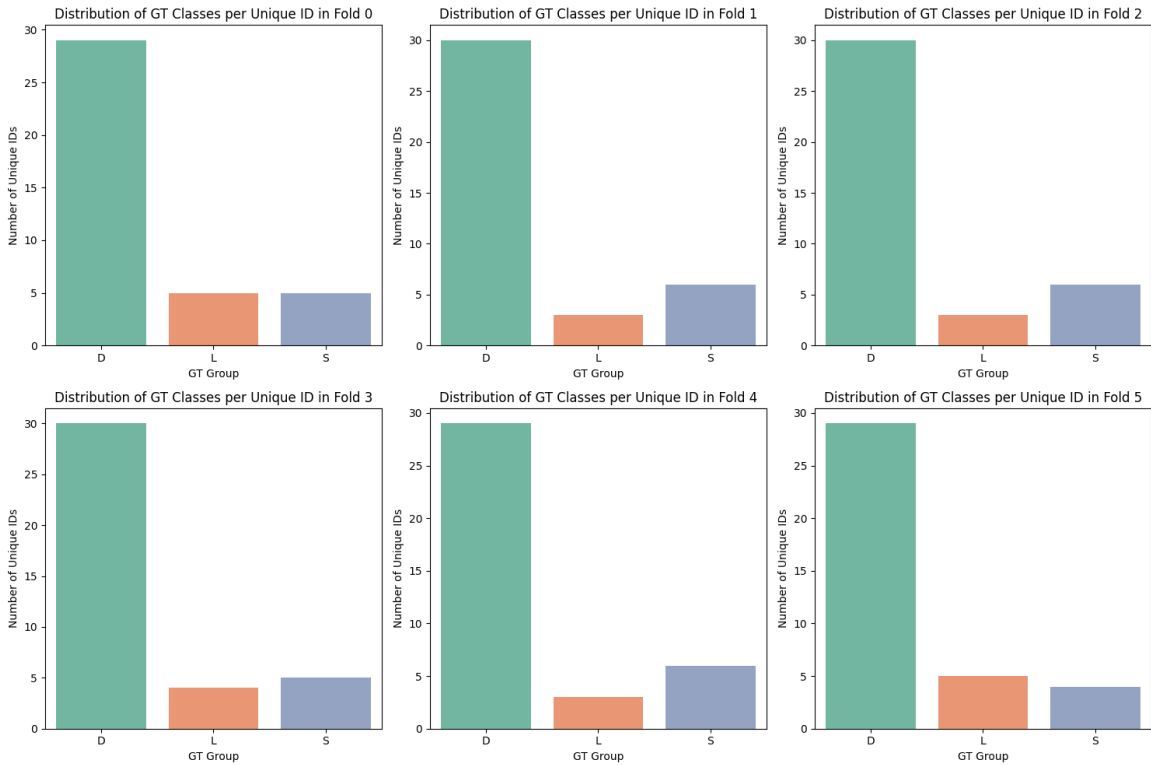 Distribution of GT Classes per Unique ID in Fold 0
Number of Unique IDs
30
25
20
15
10
5
0
D L S
GT Group
Distribution of GT Classes per Unique ID in Fold 1
Number of Unique IDs
30
25
20
15
10
5
0
D L S
GT Group
Distribution of GT Classes per Unique ID in Fold 2
Number of Unique IDs
30
25
20
15
10
5
0
D L S
GT Group
Distribution of GT Classes per Unique ID in Fold 3
Number of Unique IDs
30
25
20
15
10
5
0
D L S
GT Group
Distribution of GT Classes per Unique ID in Fold 4
Number of Unique IDs
30
25
20
15
10
5
0
D L S
GT Group
Distribution of GT Classes per Unique ID in Fold 5
Number of Unique IDs
30
25
20
15
10
5
0
D L S
GT Group